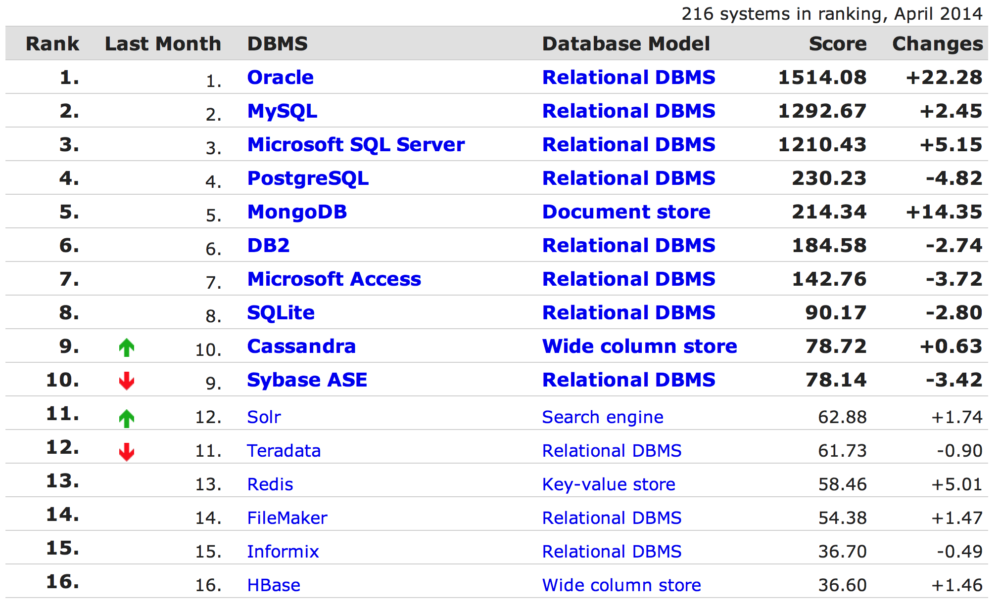 216 systems in ranking, April 2014
Rank Last Month DBMS Database Model Score Changes
1. 1. Oracle Relational DBMS 1514.08 +22.28
2. 2. MySQL Relational DBMS 1292.67 +2.45
3. 3. Microsoft SQL Server Relational DBMS 1210.43 +5.15
4. 4. PostgreSQL Relational DBMS 230.23 -4.82
5. 5. MongoDB Document store 214.34 +14.35
6. 6. DB2 Relational DBMS 184.58 -2.74
7. 7. Microsoft Access Relational DBMS 142.76 -3.72
8. 8. SQLite Relational DBMS 90.17 -2.80
9. 10. Cassandra Wide column store 78.72 +0.63
10. 9. Sybase ASE Relational DBMS 78.14 -3.42
11. 12. Solr Search engine 62.88 +1.74
12. 11. Teradata Relational DBMS 61.73 -0.90
13. 13. Redis Key-value store 58.46 +5.01
14. 14. FileMaker Relational DBMS 54.38 +1.47
15. 15. Informix Relational DBMS 36.70 -0.49
16. 16. HBase Wide column store 36.60 +1.46